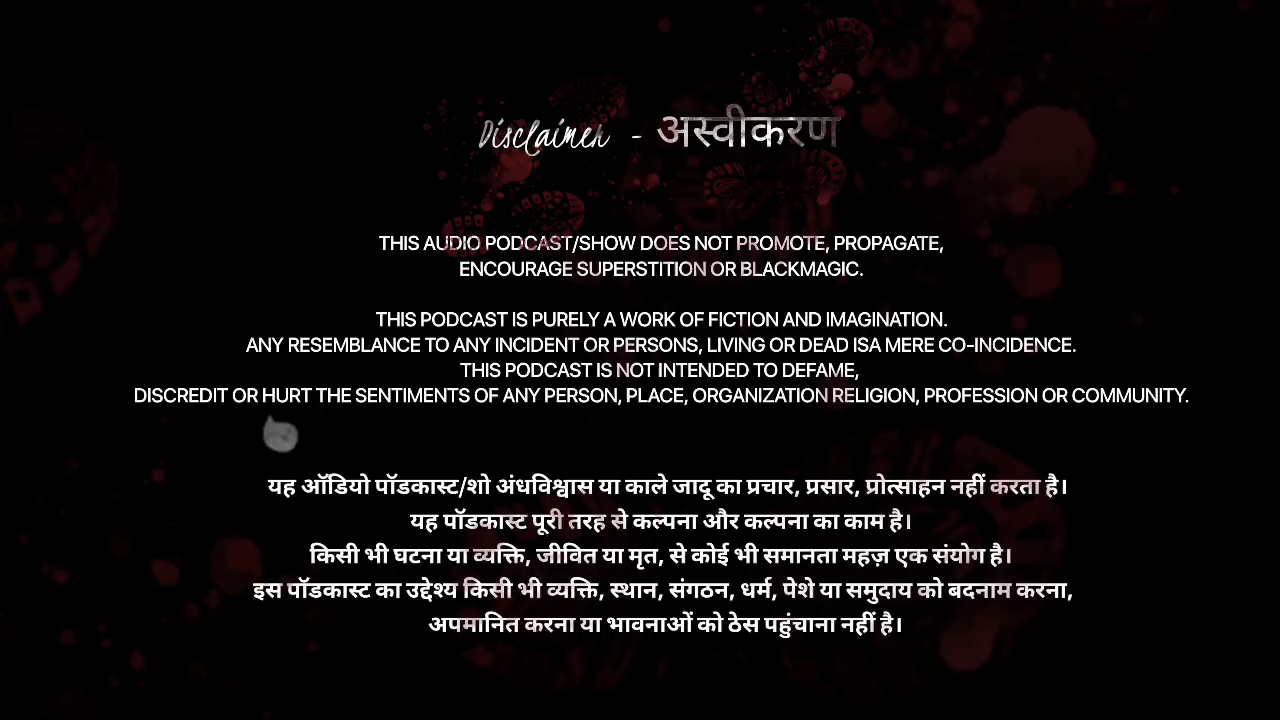 Disclaimer - अस्वीकरण
THIS AUDIO PODCAST/SHOW DOES NOT PROMOTE, PROPAGATE,
ENCOURAGE SUPERSTITION OR BLACKMAGIC.
THIS PODCAST IS PURELY A WORK OF FICTION AND IMAGINATION.
ANY RESEMBLANCE TO ANY INCIDENT OR PERSONS, LIVING OR DEAD ISA MERE CO-INCIDENCE.
THIS PODCAST IS NOT INTENDED TO DEFAME,
DISCREDIT OR HURT THE SENTIMENTS OF ANY PERSON, PLACE, ORGANIZATION RELIGION, PROFESSION OR COMMUNITY.
यह ऑडियो पॉडकास्ट/शो अंधविश्वास या काले जादू का प्रचार, प्रसार, प्रोत्साहन नहीं करता है।
यह पॉडकास्ट पूरी तरह से कल्पना और कल्पना का काम है।
किसी भी घटना या व्यक्ति, जीवित या मृत, से कोई भी समानता महज़ एक संयोग है।
इस पॉडकास्ट का उद्देश्य किसी भी व्यक्ति, स्थान, संगठन, धर्म, पेशे या समुदाय को बदनाम करना,
अपमानित करना या भावनाओं को ठेस पहुंचाना नहीं है।